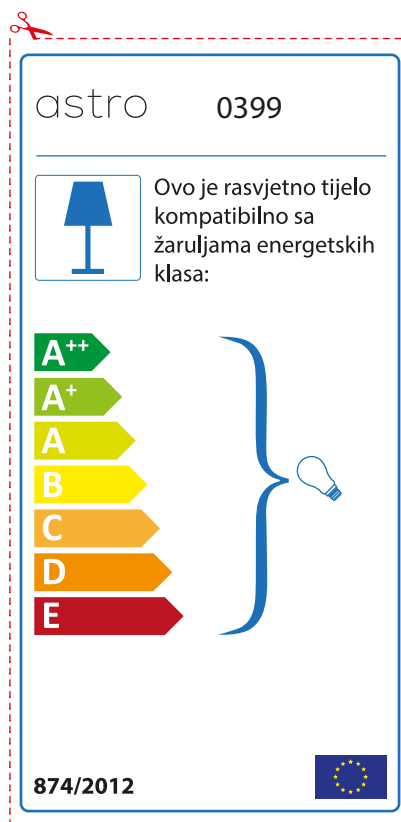 astro 0399
Ovo je rasvjetno tijelo
kompatibilno sa
žaruljama energetskih
klasa:
A++
A+
A
B
C
D
E
874/2012